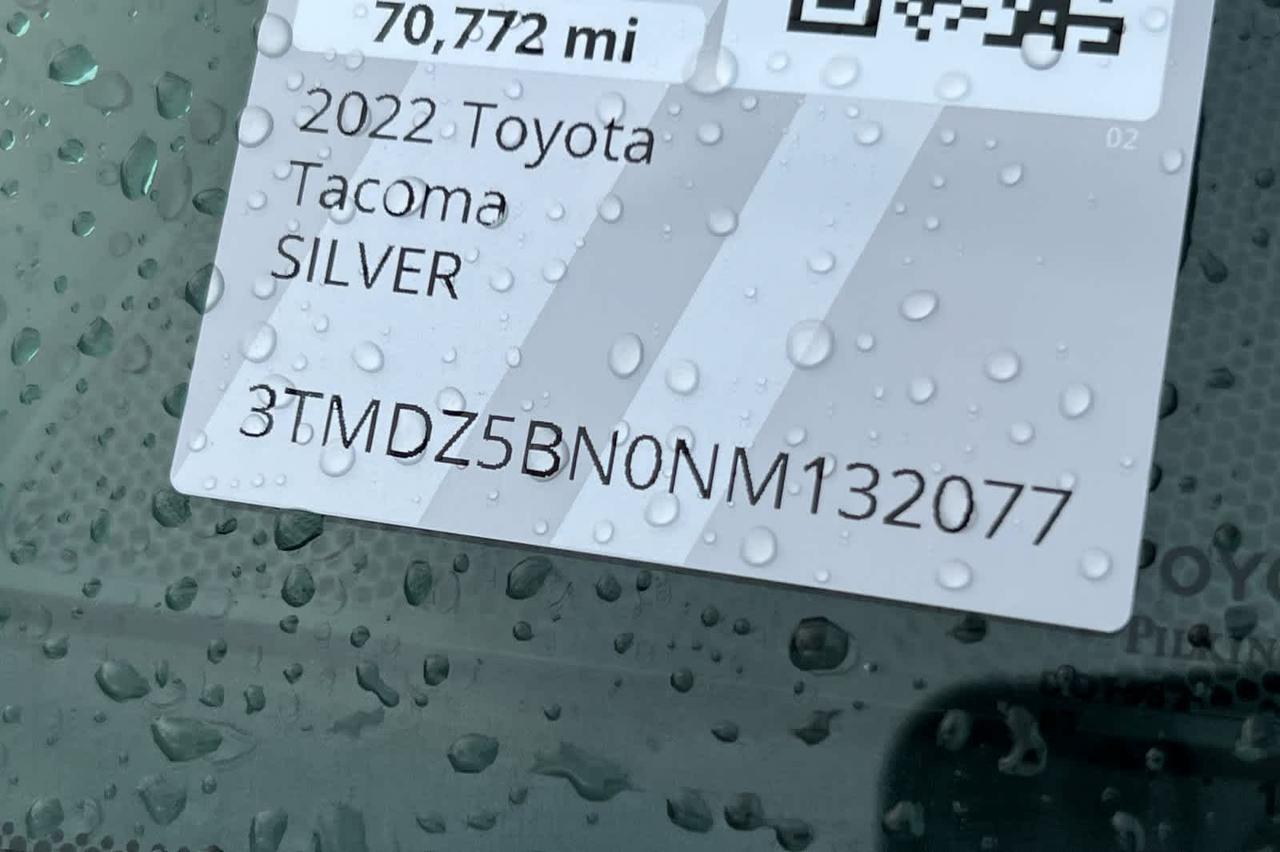 70,772 mi
02
2022 Toyota
Tacoma
SILVER
3TMDZ5BN0NM132077